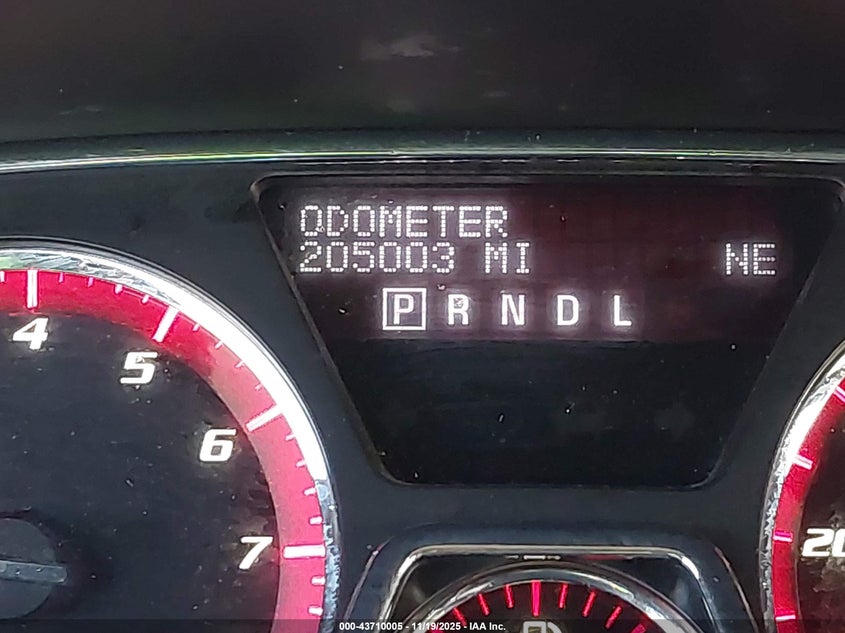 ODOMETER
205003 MI NE
P R N D L
4
5
6
7
20
000-43710005 - 11/19/2025 - IAA Inc.